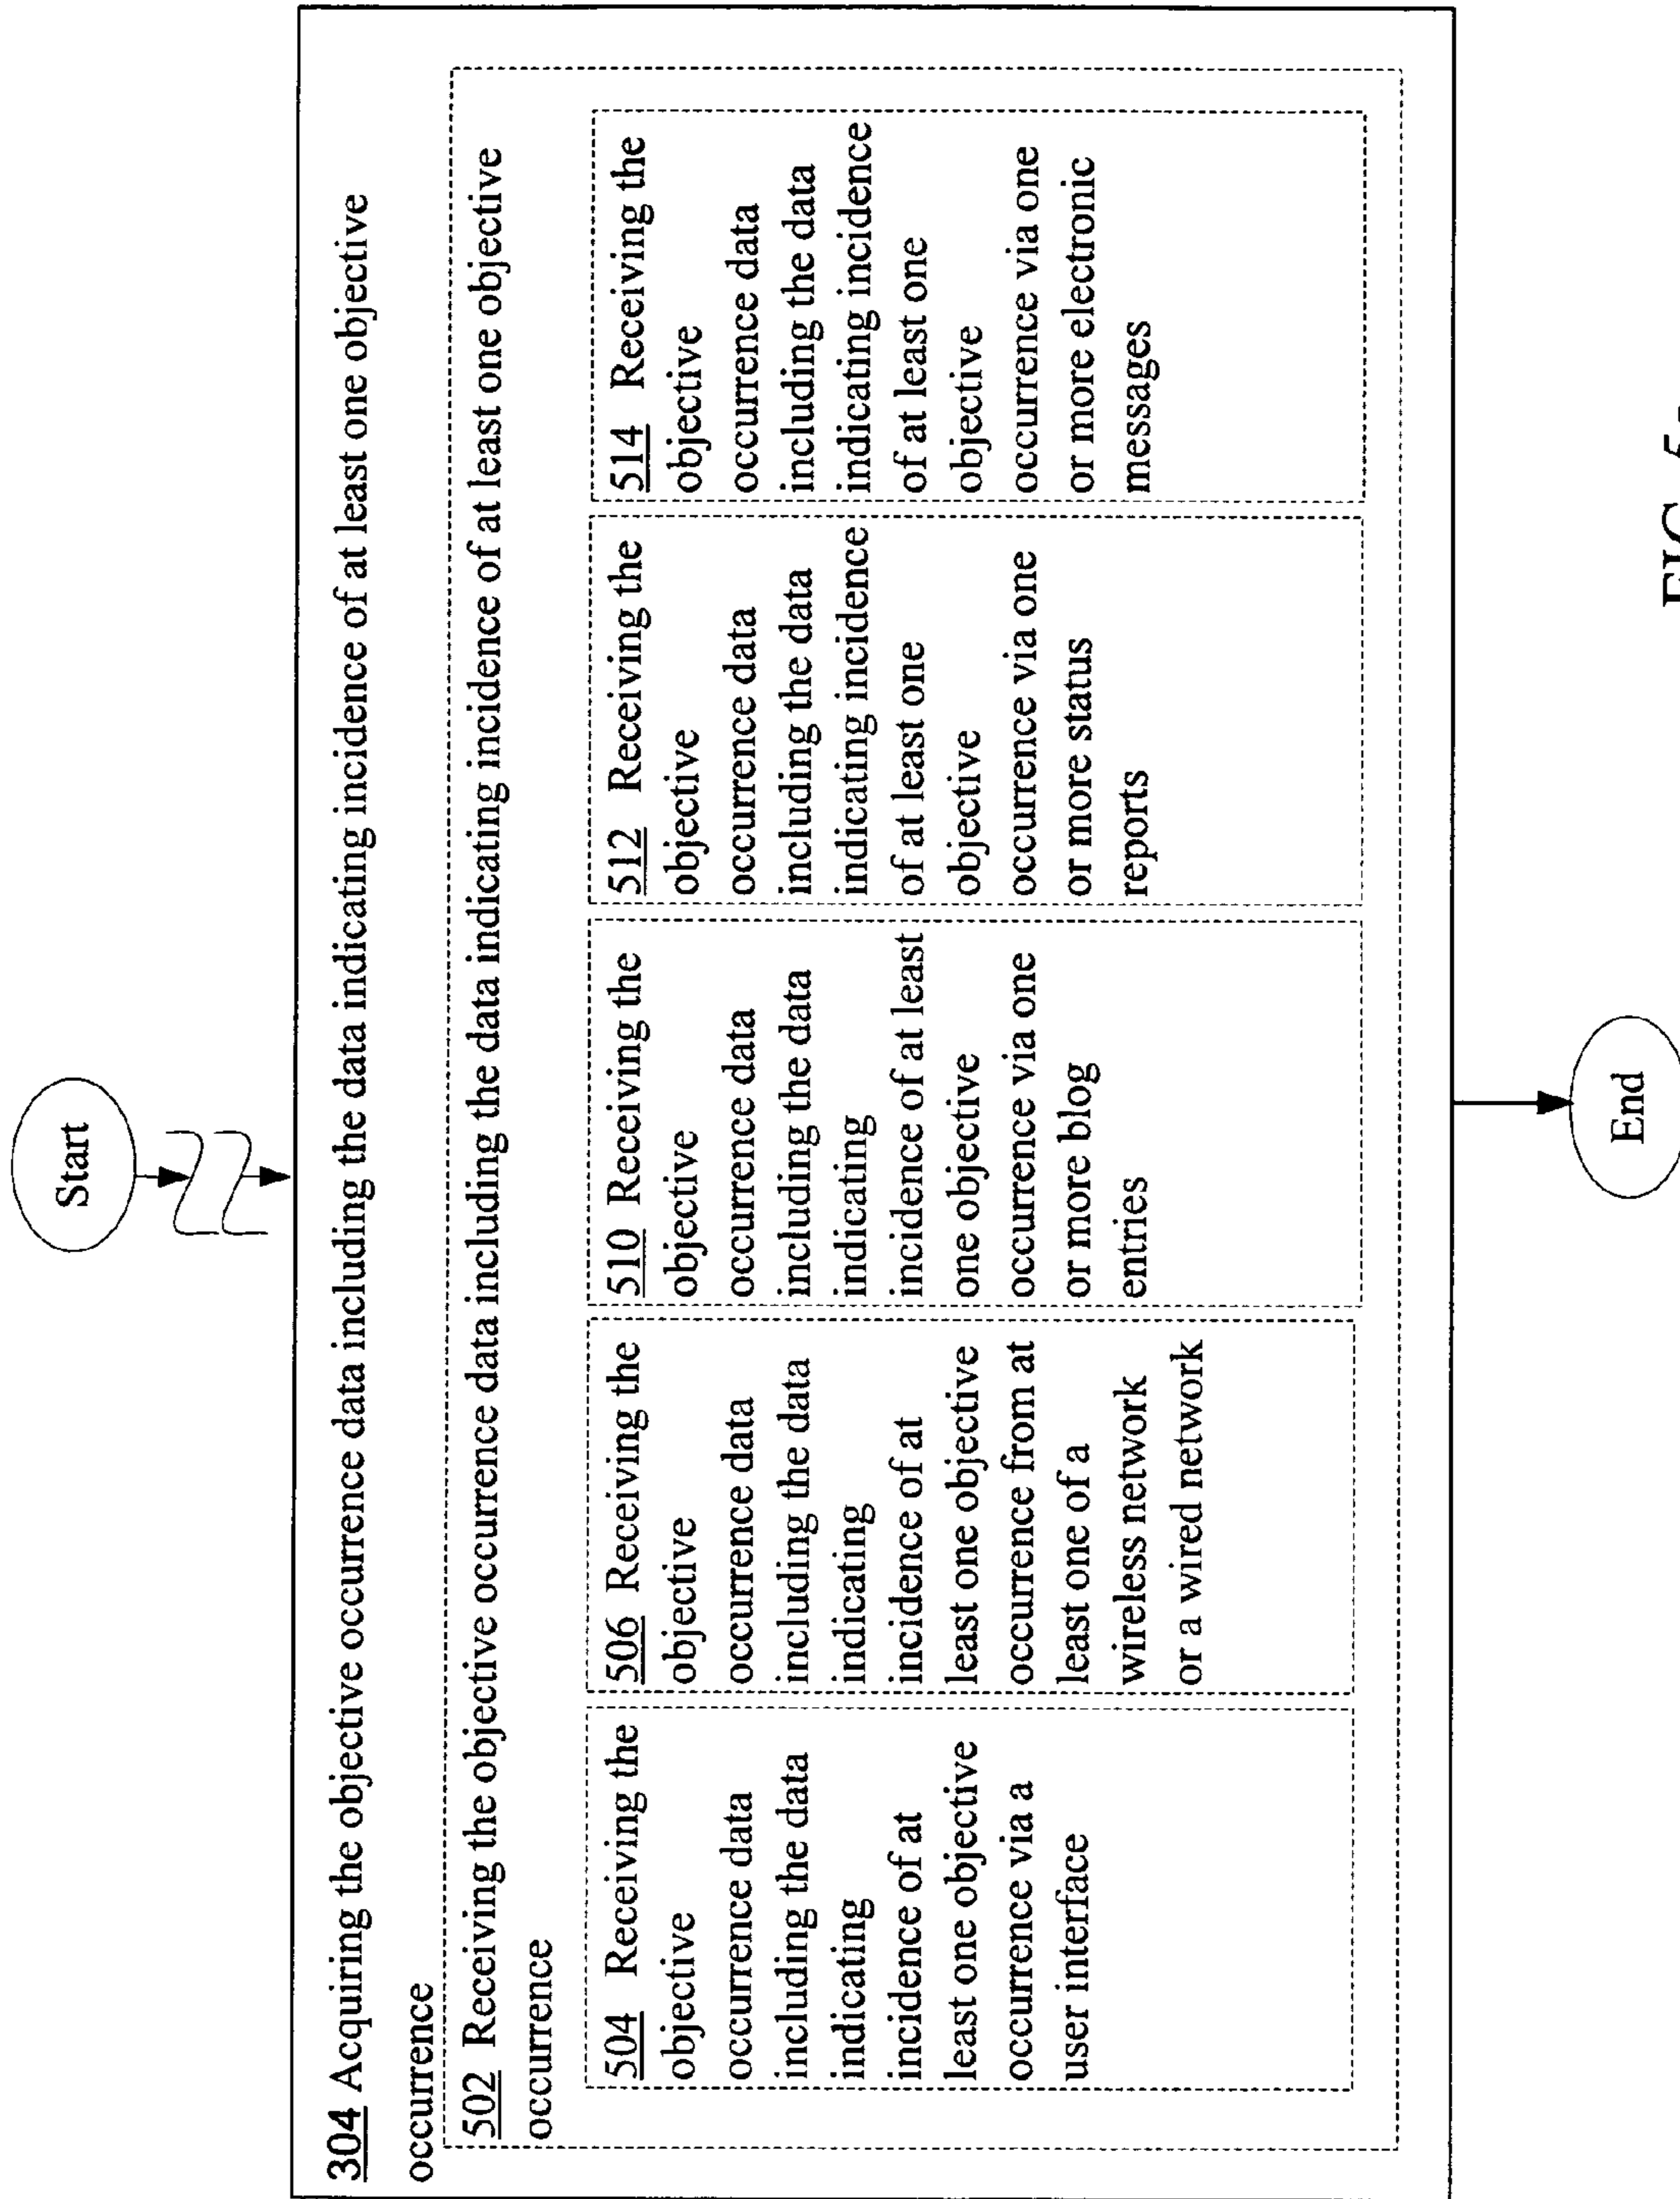 Start
304 Acquiring the objective occurrence data including the data indicating incidence of at least one objective
occurrence
502 Receiving the objective occurrence data including the data indicating incidence of at least one objective
occurrence
504 Receiving the
objective
occurrence data
including the data
indicating
incidence of at
least one objective
occurrence via a
user interface
506 Receiving the
objective
occurrence data
including the data
indicating
incidence of at
least one objective
occurrence from at
least one of a
wireless network
or a wired network
510 Receiving the
objective
occurrence data
including the data
indicating
incidence of at least
one objective
occurrence via one
or more blog
entries
512 Receiving the
objective
occurrence data
including the data
indicating incidence
of at least one
objective
occurrence via one
or more status
reports
514 Receiving the
objective
occurrence data
including the data
indicating incidence
of at least one
objective
occurrence via one
or more electronic
messages
End